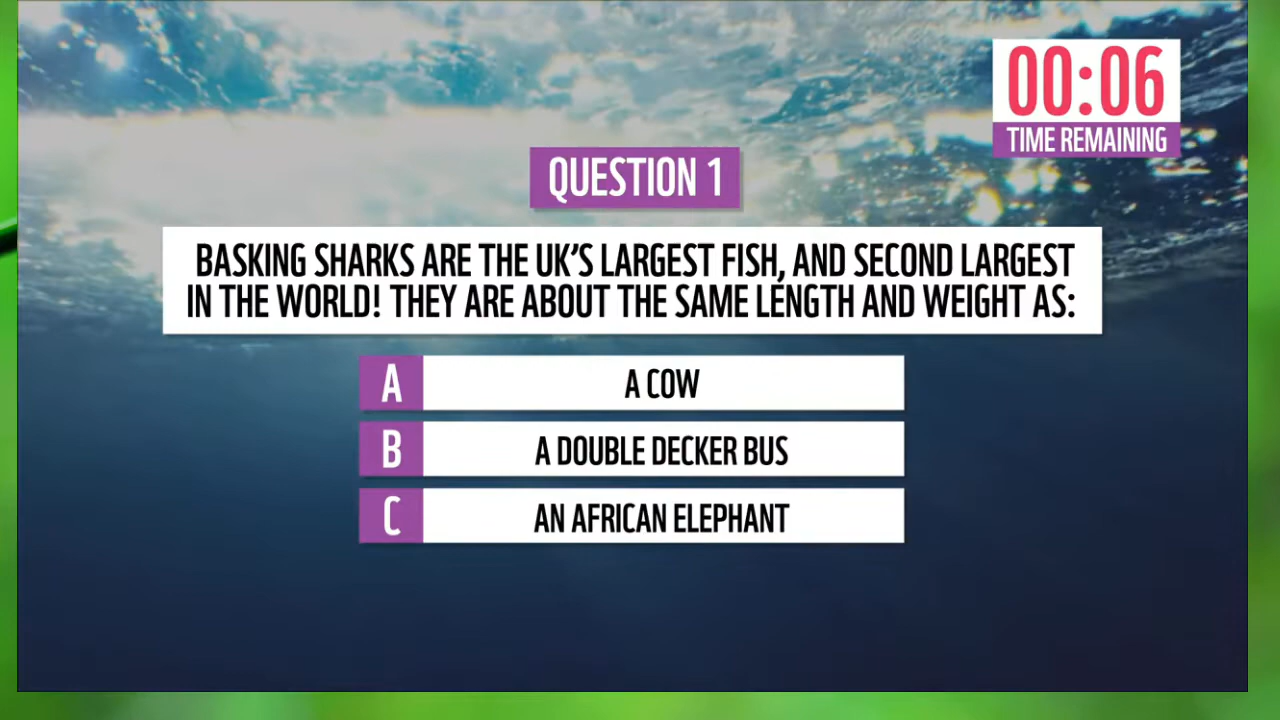 00:06
TIME REMAINING
QUESTION 1
BASKING SHARKS ARE THE UK'S LARGEST FISH, AND SECOND LARGEST
IN THE WORLD! THEY ARE ABOUT THE SAME LENGTH AND WEIGHT AS:
A A COW
B A DOUBLE DECKER BUS
C AN AFRICAN ELEPHANT